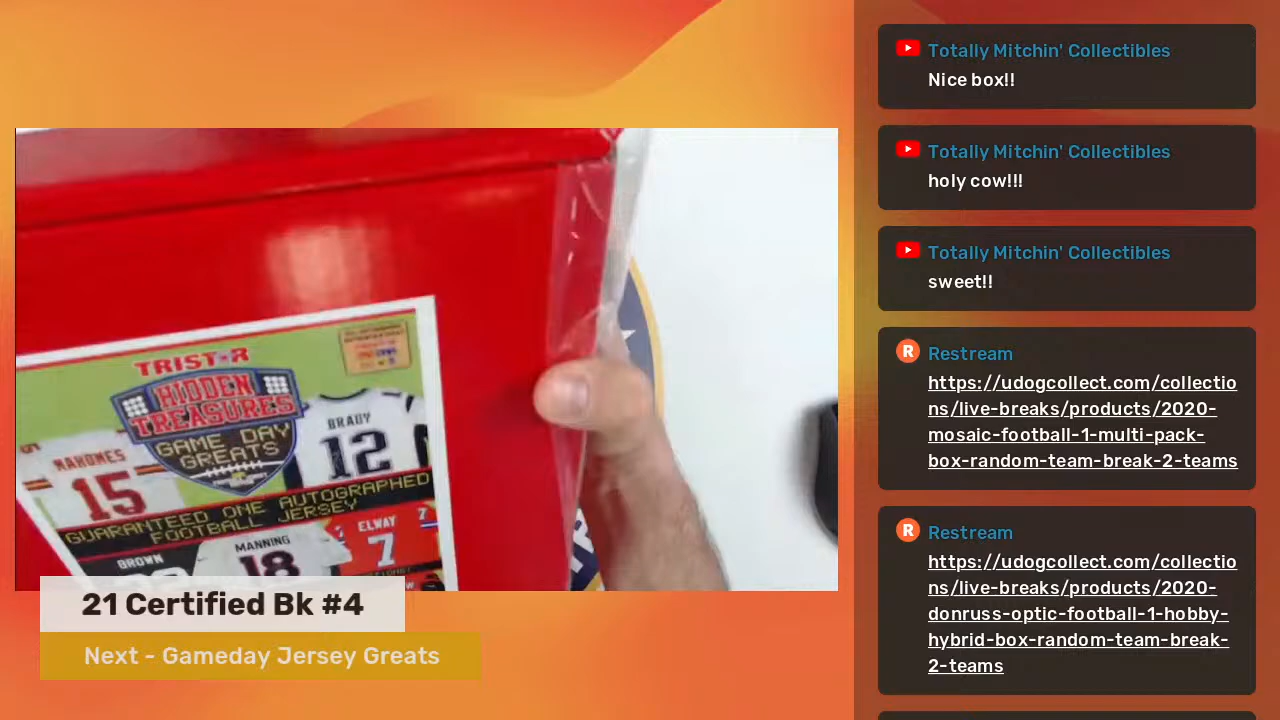 Totally Mitchin' Collectibles
Nice box!!
Totally Mitchin' Collectibles
holy cow!!!
Totally Mitchin' Collectibles
sweet!!
R Restream
https://udogcollect.com/collectio
ns/live-breaks/products/2020-
mosaic-football-1-multi-pack-
box-random-team-break-2-teams
R Restream
https://udogcollect.com/collectio
ns/live-breaks/products/2020-
donruss-optic-football-1-hobby-
hybrid-box-random-team-break-
2-teams
TRISTAR
HIDDEN
TREASURES
GAME DAY
GREATS
MAHOMES
15
BRADY
12
GUARANTEED ONE AUTOGRAPHED
FOOTBALL JERSEY
BROWN
MANNING
18
ELWAY
7
7
21 Certified Bk #4
Next - Gameday Jersey Greats